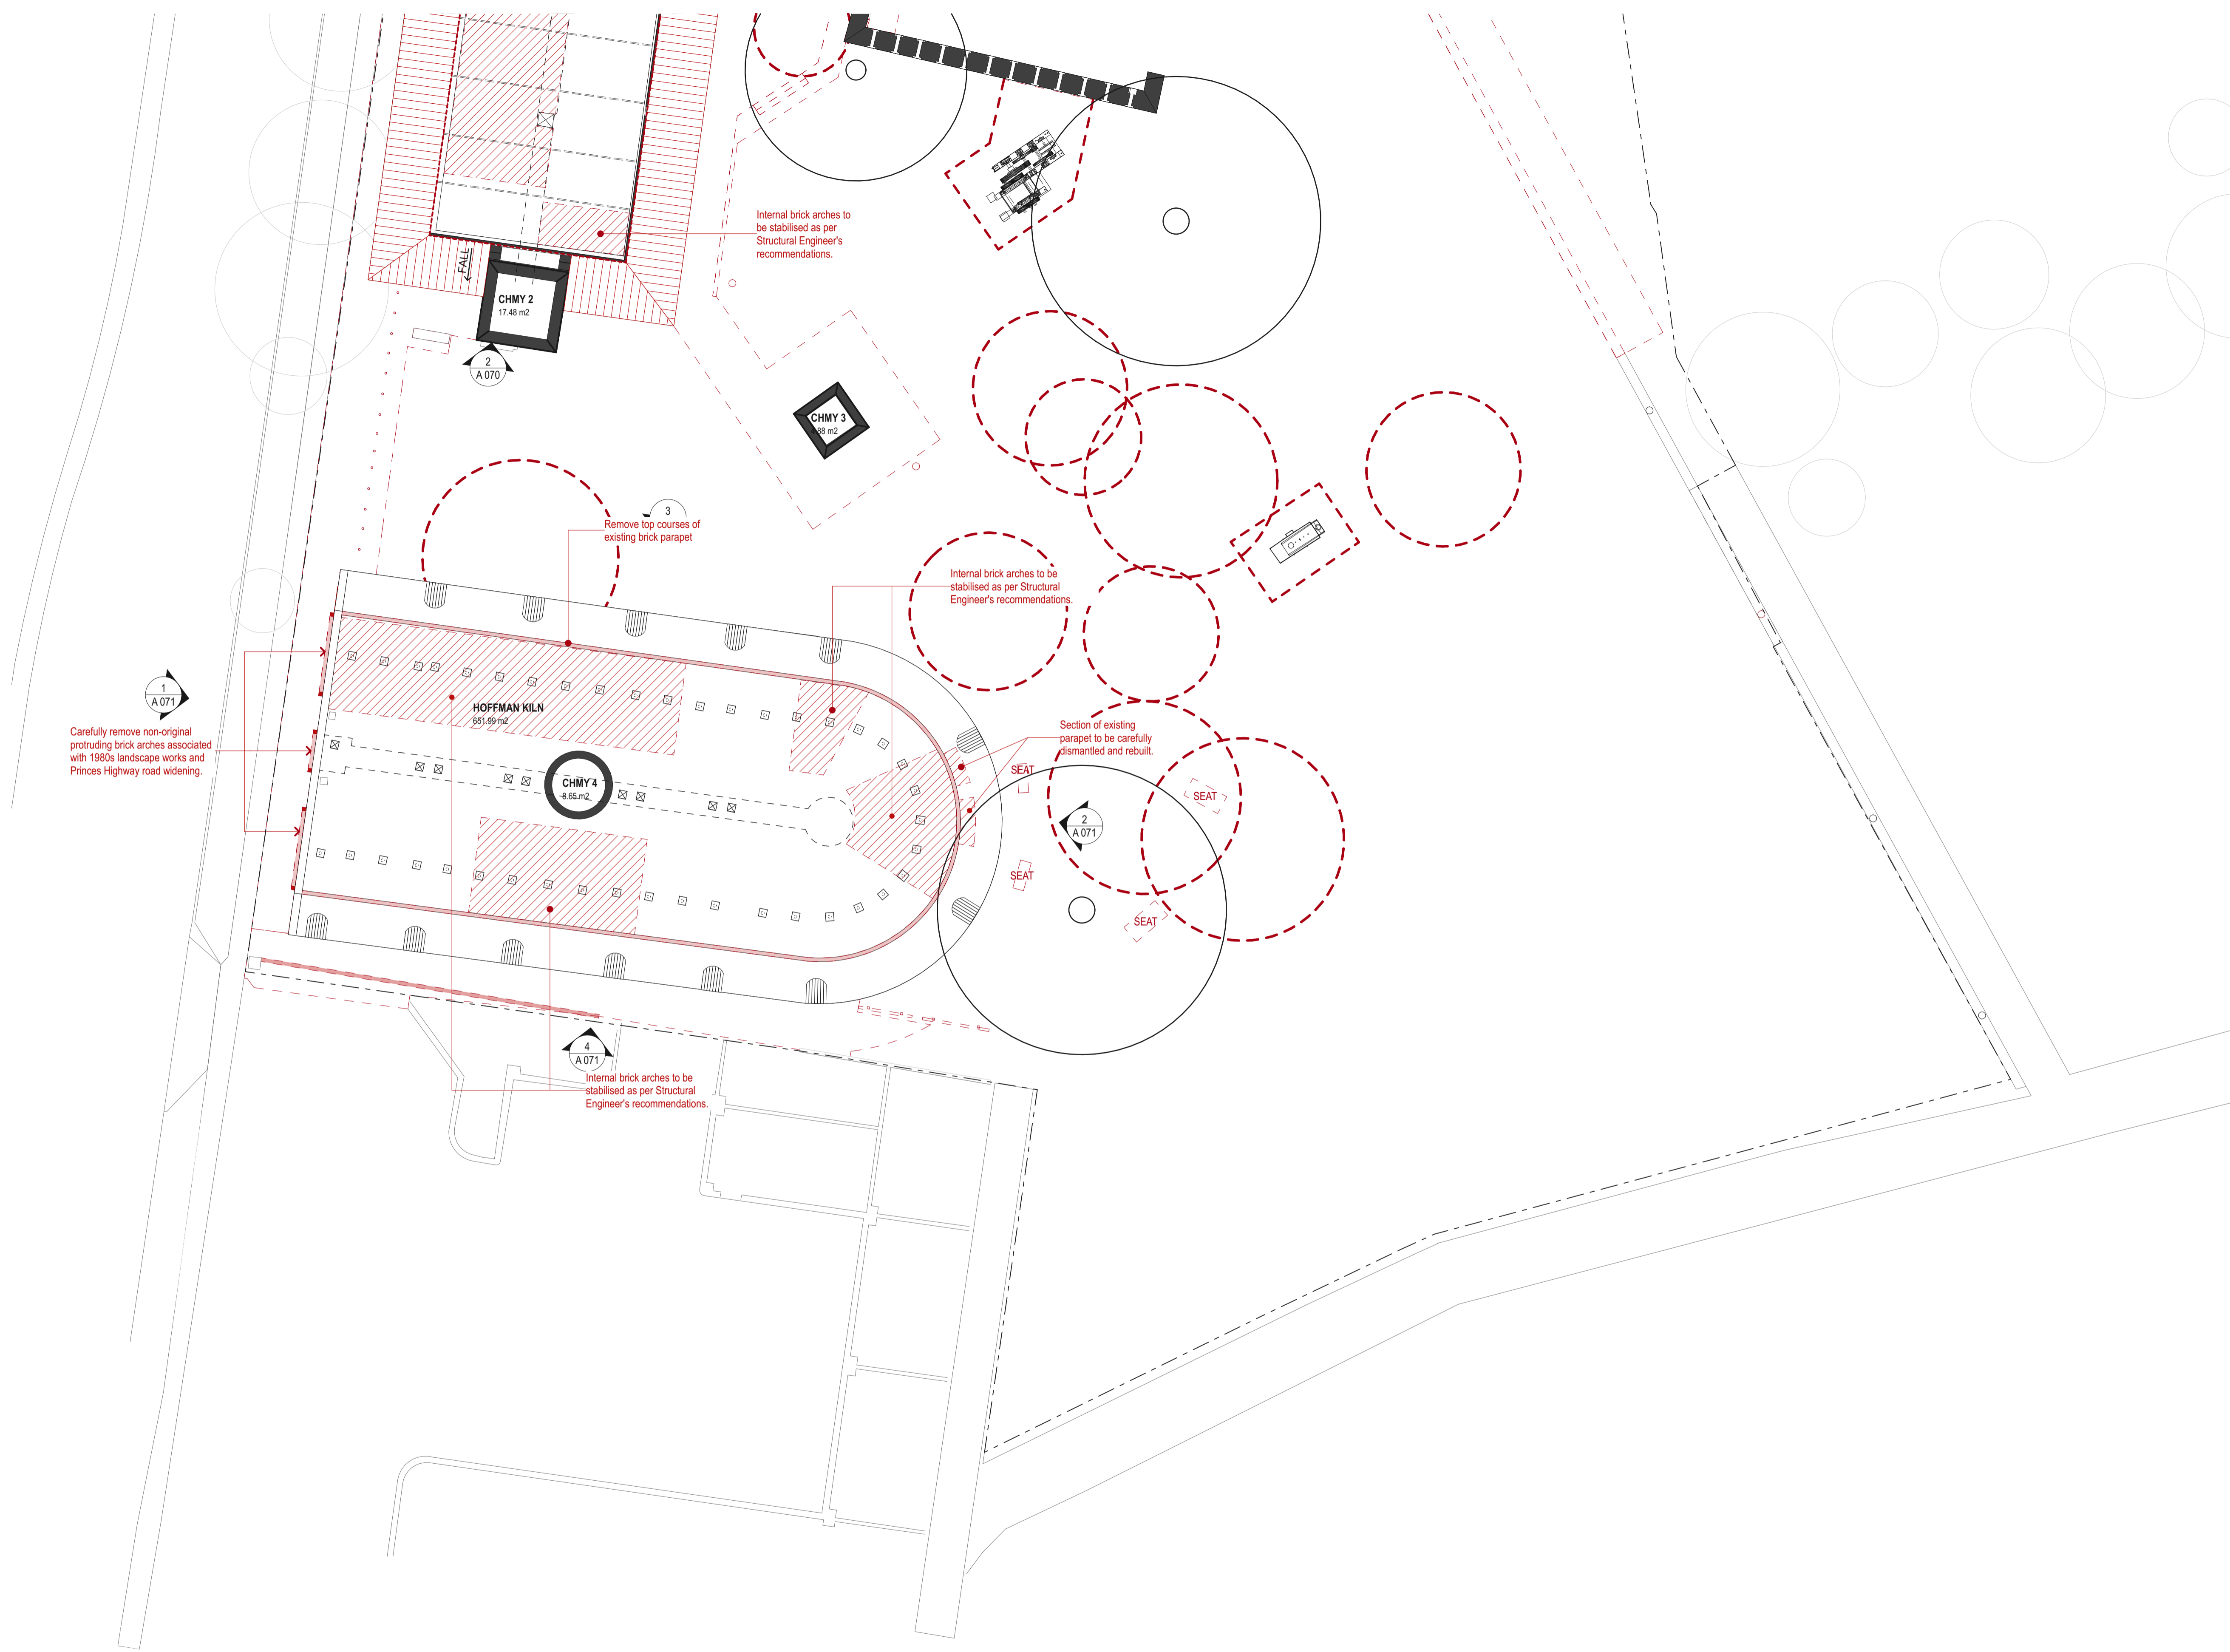 Internal brick arches to
be stabilised as per
Structural Engineer's
recommendations.
FALL
CHMY 2
17.48 m2
2
A 070
CHMY 3
88 m2
3
Remove top courses of
existing brick parapet
Internal brick arches to be
stabilised as per Structural
Engineer's recommendations.
1
A 071
HOFFMAN KILN
651.99 m2
Carefully remove non-original
protruding brick arches associated
with 1980s landscape works and
Princes Highway road widening.
Section of existing
parapet to be carefully
dismantled and rebuilt.
CHMY 4
8.65 m2
SEAT
SEAT
2
A 071
SEAT
SEAT
4
A 071
Internal brick arches to be
stabilised as per Structural
Engineer's recommendations.